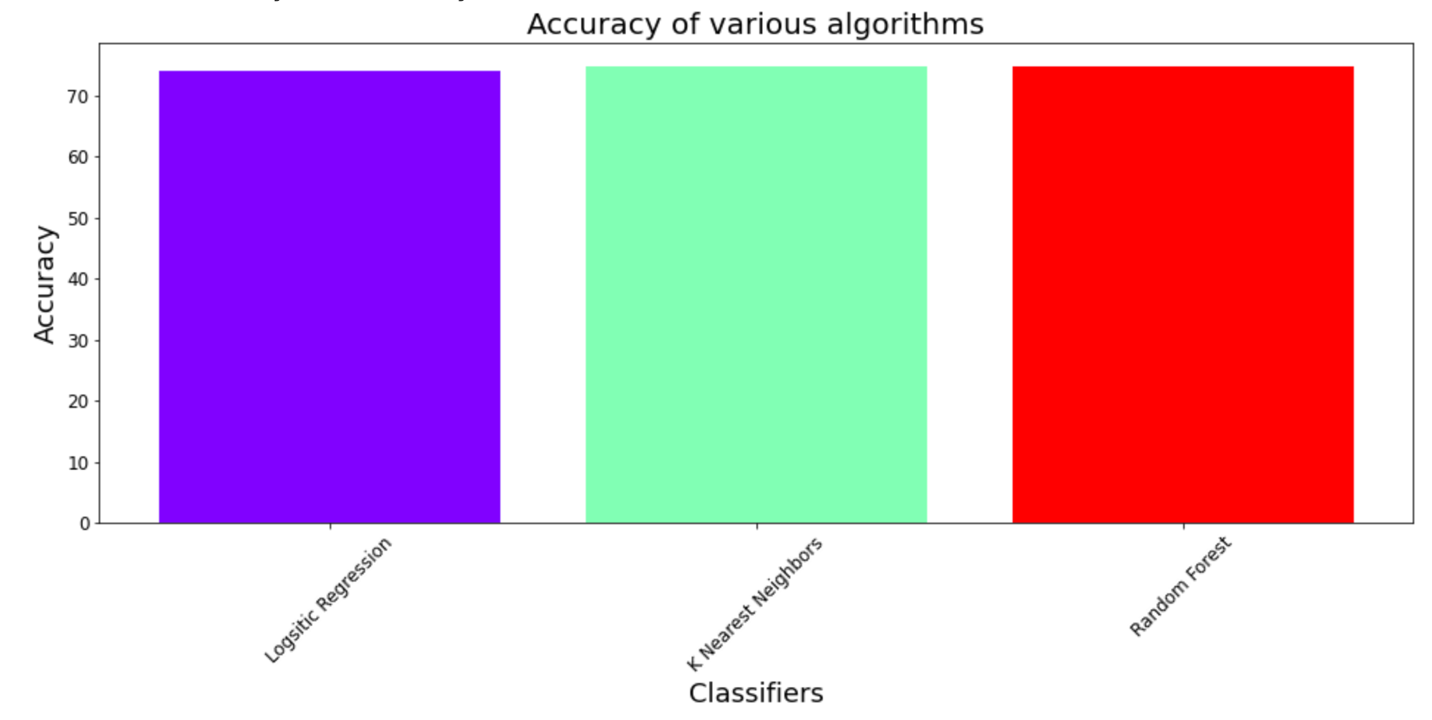 Accuracy of various algorithms
70
60
50
40
30
20
10
0
Accuracy
Logsitic Regression
K Nearest Neighbors
Random Forest
Classifiers